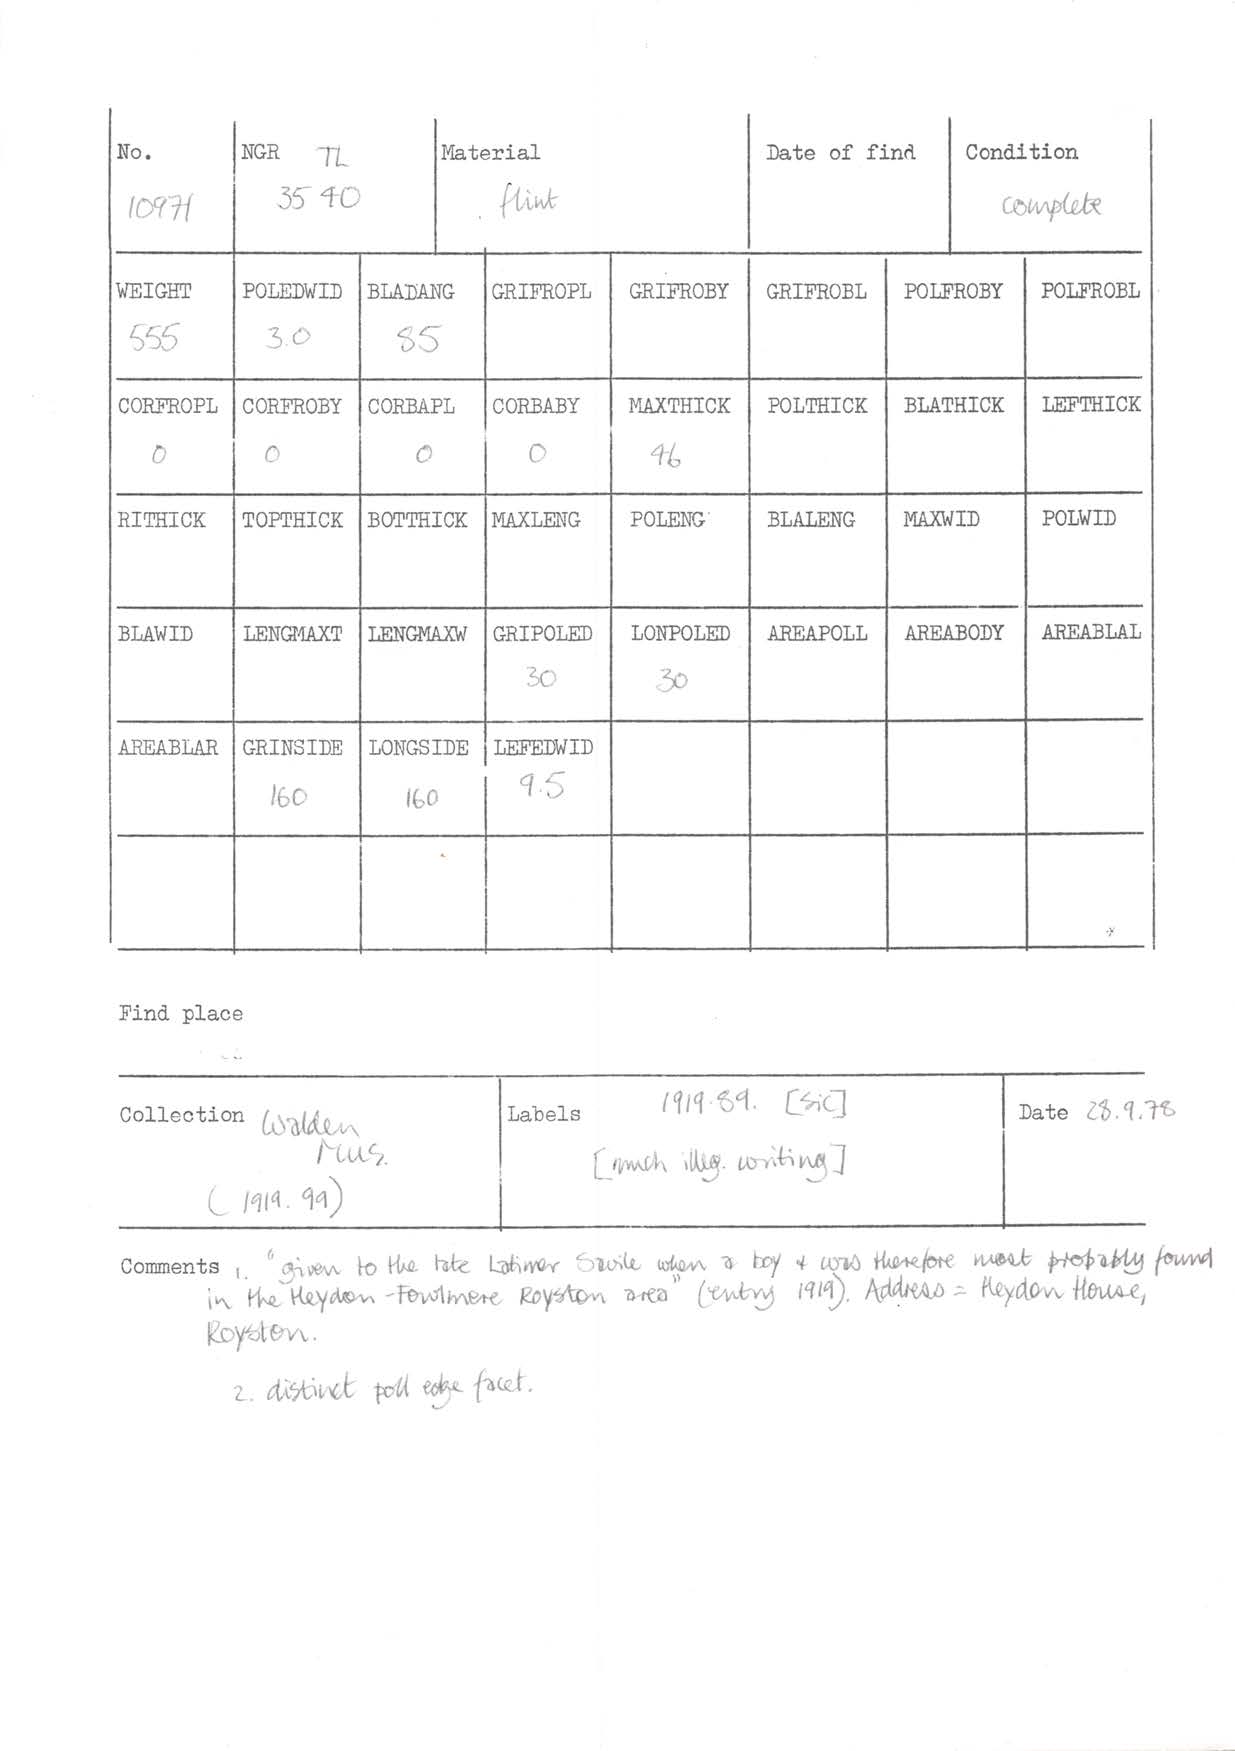 No. NGR TL Material Date of find Condition
10971 35 40 flint complete
WEIGHT POLEDWID BLADANG GRIFROPL GRIFROBY GRIFROBL POLFROBY POLFROBL
555 3.0 85
CORFROPL CORFROBY CORBAPL CORBABY MAXTHICK POLTHICK BLATHICK LEFTHICK
0 0 0 0 46
RITHICK TOPTHICK BOTTHICK MAXLENG POLENG BLALENG MAXWID POLWID
BLAWID LENGMAXT LENGMAXW GRIPOLED LONPOLED AREAPOLL AREABODY AREABLAL
30 30
AREABLAR GRINSIDE LONGSIDE LEFEDWID
160 160 9.5
Find place
Collection Walden
Mus.
(1919.99)
Labels 1919.89. [sic]
[much illeg. writing]
Date 28.9.78
Comments 1. "given to the late Latimer Savile when a boy & was therefore most probably found
in the Heydon-Fowlmere Royston area" (entry 1919). Address = Heydon House,
Royston.
2. distinct poll edge facet.